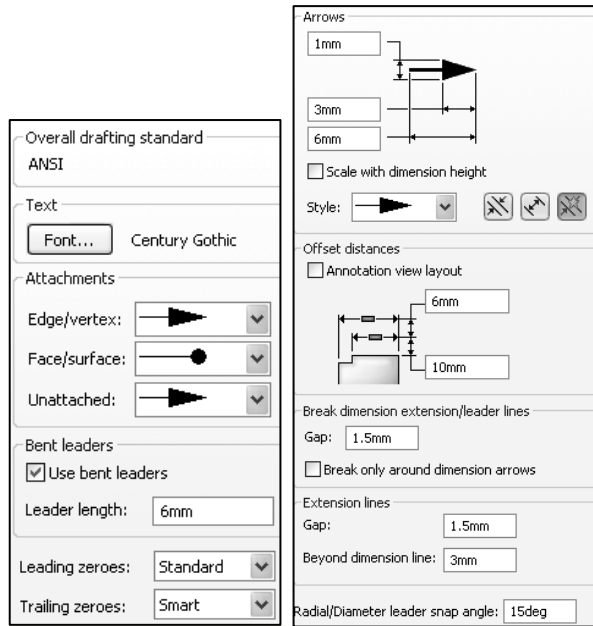 Overall drafting standard
ANSI
Text
Font... Century Gothic
Attachments
Edge/vertex:
Face/surface:
Unattached:
Bent leaders
Use bent leaders
Leader length: 6mm
Leading zeroes: Standard
Trailing zeroes: Smart
Arrows
1mm
3mm
6mm
Scale with dimension height
Style:
Offset distances
Annotation view layout
6mm
10mm
Break dimension extension/leader lines
Gap: 1.5mm
Break only around dimension arrows
Extension lines
Gap: 1.5mm
Beyond dimension line: 3mm
Radial/Diameter leader snap angle: 15deg